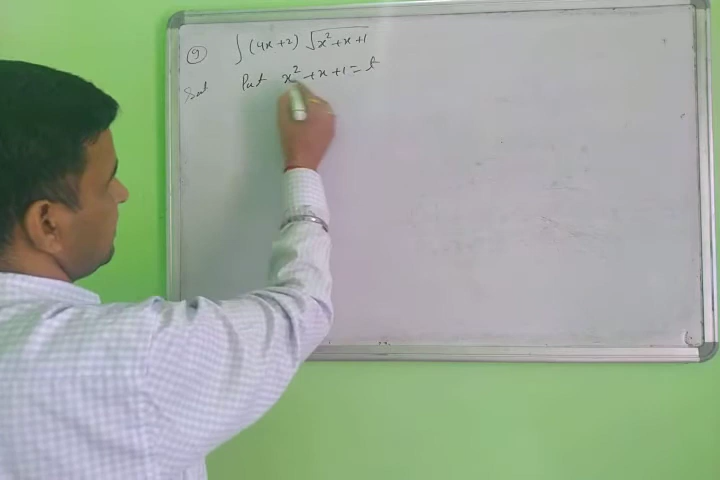 9 ∫ (4x+2) √x²+x+1
Sol Put x²+x+1=t